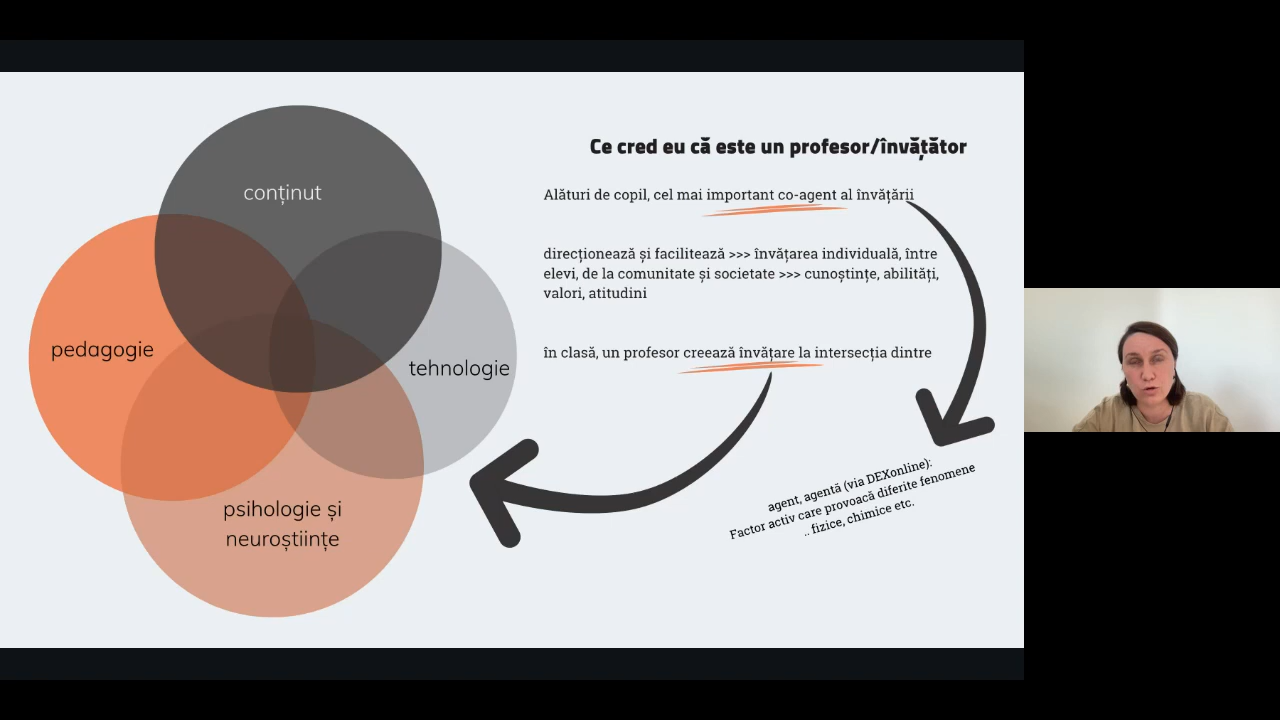 conținut
pedagogie
tehnologie
psihologie și
neuroștiințe
Ce cred eu că este un profesor/învățător
Alături de copil, cel mai important co-agent al învățării
direcționează și facilitează >>> învățarea individuală, între
elevi, de la comunitate și societate >>> cunoștințe, abilități,
valori, atitudini
în clasă, un profesor creează învățare la intersecția dintre
agent, agentă (via DEXonline):
Factor activ care provoacă diferite fenomene
.. fizice, chimice etc.